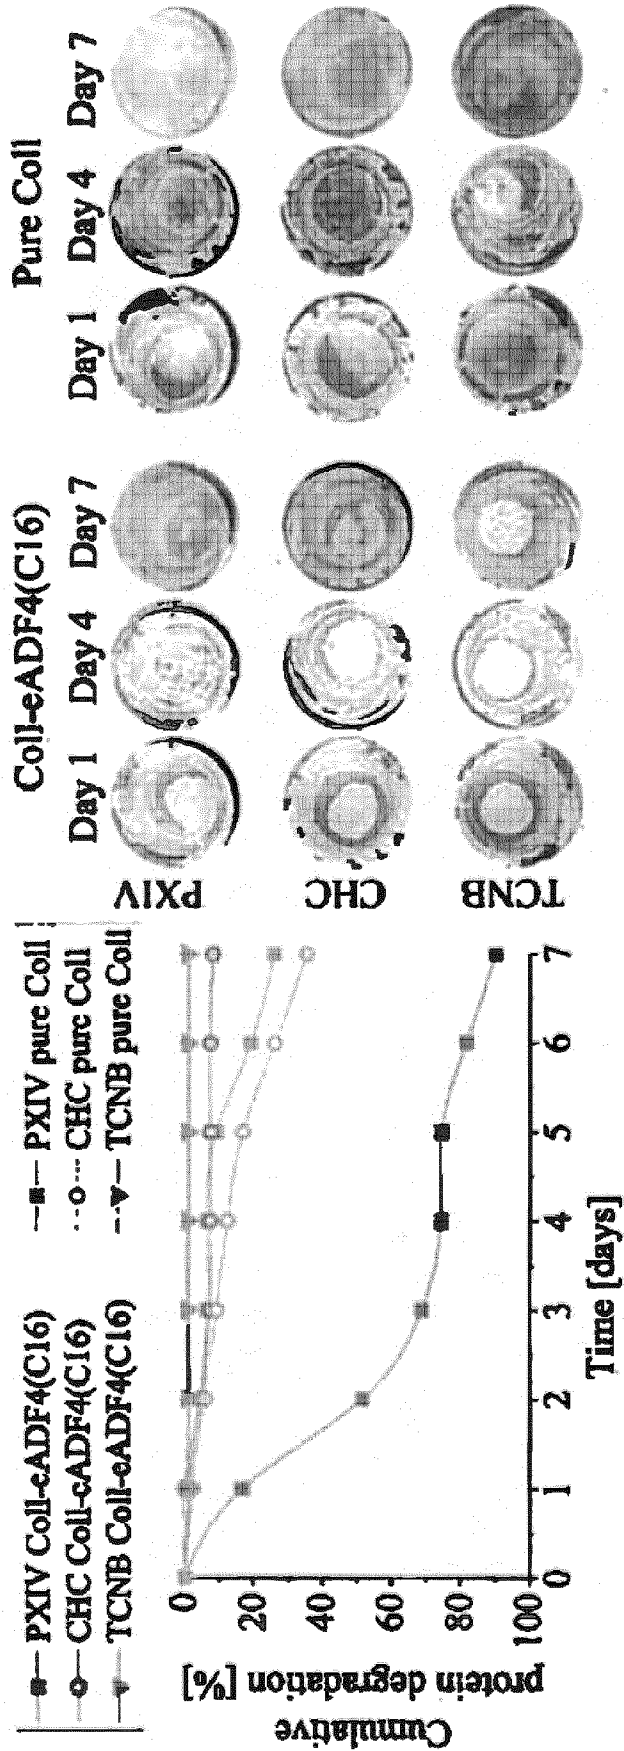 PXIV Coll-eADF4(C16)
CHC Coll-eADF4(C16)
TCNB Coll-eADF4(C16)
PXIV pure Coll
CHC pure Coll
TCNB pure Coll
Cumulative
protein degradation [%]
0
20
40
60
80
100
0 1 2 3 4 5 6 7
Time [days]
Coll-eADF4(C16)
Pure Coll
Day 1 Day 4 Day 7 Day 1 Day 4 Day 7
PXIV
CHC
TCNB